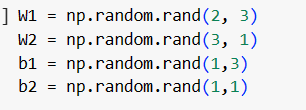 ] W1 = np.random.rand(2, 3)
W2 = np.random.rand(3, 1)
b1 = np.random.rand(1,3)
b2 = np.random.rand(1,1)